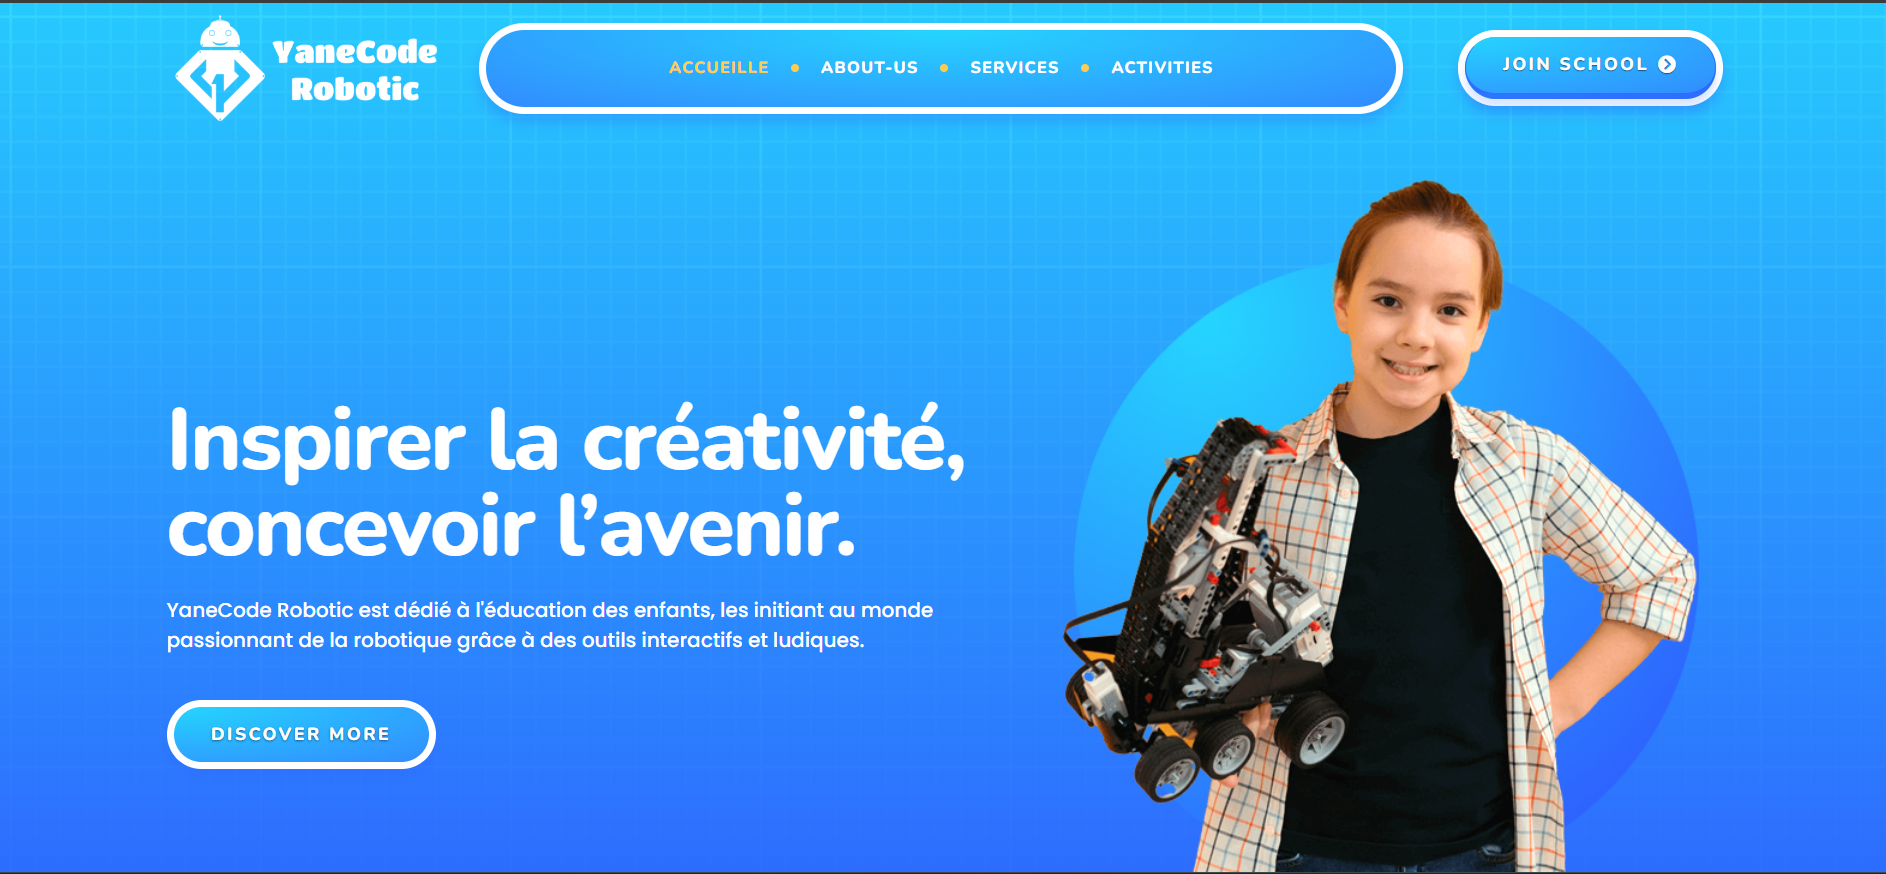 YaneCode
Robotic
ACCUEILLE
ABOUT-US
SERVICES
ACTIVITIES
JOIN SCHOOL
Inspirer la créativité,
concevoir l’avenir.
YaneCode Robotic est dédié à l'éducation des enfants, les initiant au monde
passionnant de la robotique grâce à des outils interactifs et ludiques.
DISCOVER MORE